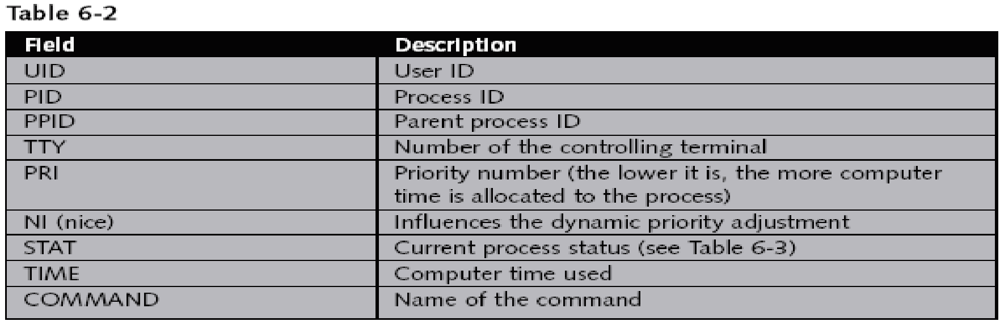 Table 6-2
Field Description
UID User ID
PID Process ID
PPID Parent process ID
TTY Number of the controlling terminal
PRI Priority number (the lower it is, the more computer
time is allocated to the process)
NI (nice) Influences the dynamic priority adjustment
STAT Current process status (see Table 6-3)
TIME Computer time used
COMMAND Name of the command